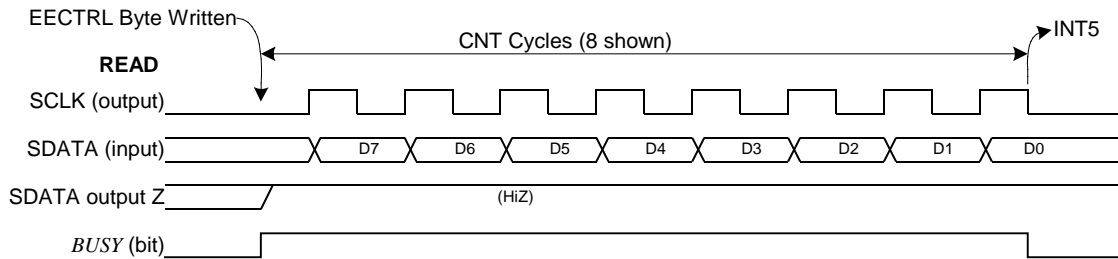 EECTRL Byte Written
INT5
CNT Cycles (8 shown)
READ
SCLK (output)
SDATA (input)
D7 D6 D5 D4 D3 D2 D1 D0
SDATA output Z
(HiZ)
BUSY (bit)